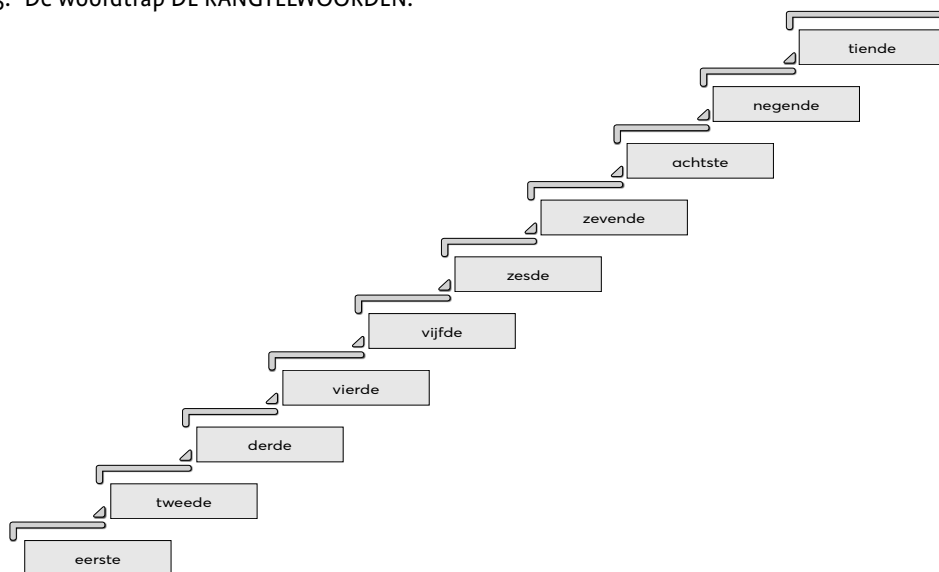 De woordtrap DE RANGTELWOORDEN.
tiende
negende
achtste
zevende
zesde
vijfde
vierde
derde
tweede
eerste